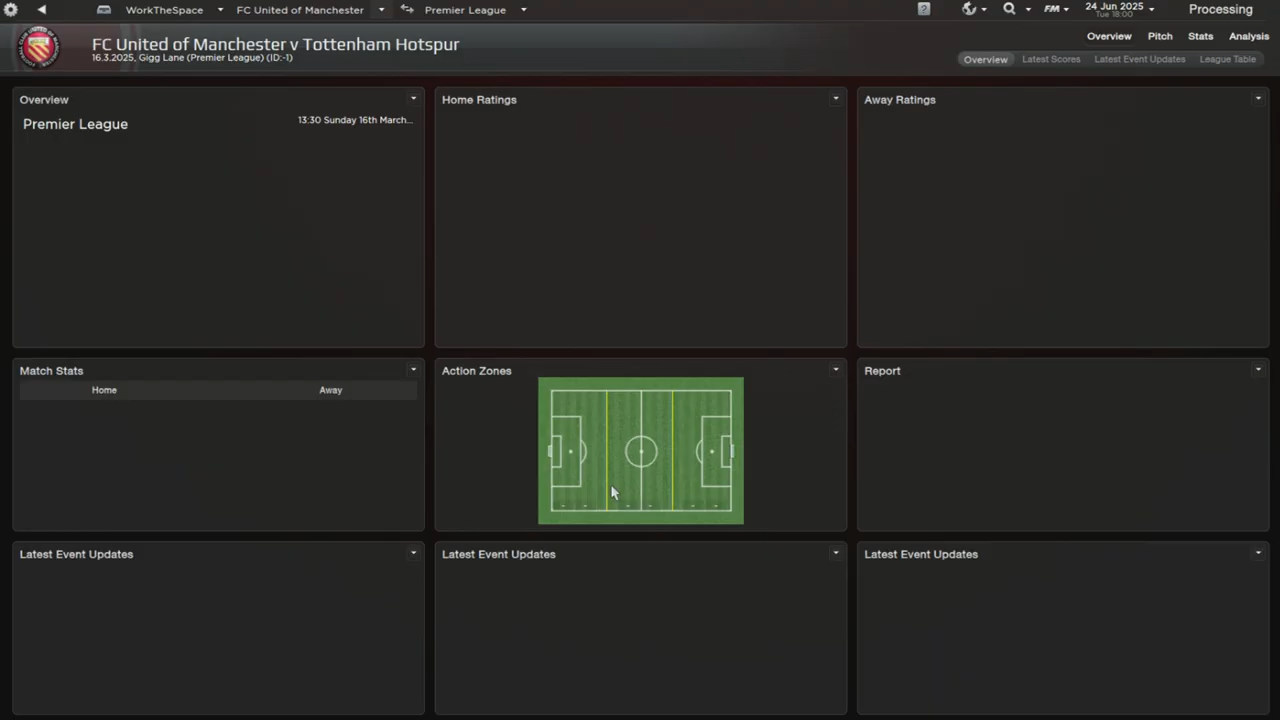 WorkTheSpace FC United of Manchester Premier League FM 24 Jun 2025 Tue 18:00 Processing
FC United of Manchester v Tottenham Hotspur
16.3.2025, Gigg Lane (Premier League) (ID:-1)
Overview Pitch Stats Analysis
Overview Latest Scores Latest Event Updates League Table
Overview
Premier League 13:30 Sunday 16th March...
Home Ratings
Away Ratings
Match Stats
Home Away
Action Zones
Report
Latest Event Updates
Latest Event Updates
Latest Event Updates